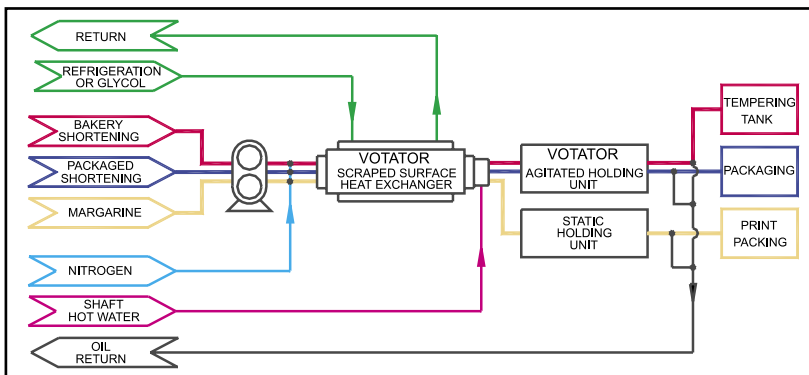 RETURN
REFRIGERATION
OR GLYCOL
BAKERY
SHORTENING
PACKAGED
SHORTENING
MARGARINE
NITROGEN
SHAFT
HOT WATER
OIL
RETURN
VOTATOR
SCRAPED SURFACE
HEAT EXCHANGER
VOTATOR
AGITATED HOLDING
UNIT
STATIC
HOLDING
UNIT
TEMPERING
TANK
PACKAGING
PRINT
PACKING